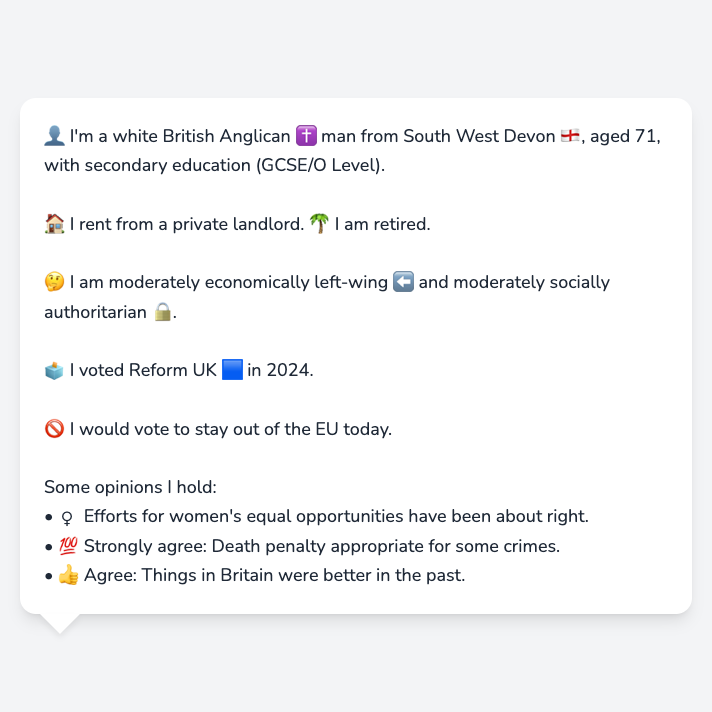 👤 I'm a white British Anglican ✝️ man from South West Devon 🏴󠁧󠁢󠁥󠁮󠁧󠁿, aged 71,
with secondary education (GCSE/O Level).
🏠 I rent from a private landlord. 🌴 I am retired.
🤔 I am moderately economically left-wing ⬅️ and moderately socially
authoritarian 🔒.
🗳️ I voted Reform UK 🟦 in 2024.
🚫 I would vote to stay out of the EU today.
Some opinions I hold:
• ♀ Efforts for women's equal opportunities have been about right.
• 💯 Strongly agree: Death penalty appropriate for some crimes.
• 👍 Agree: Things in Britain were better in the past.